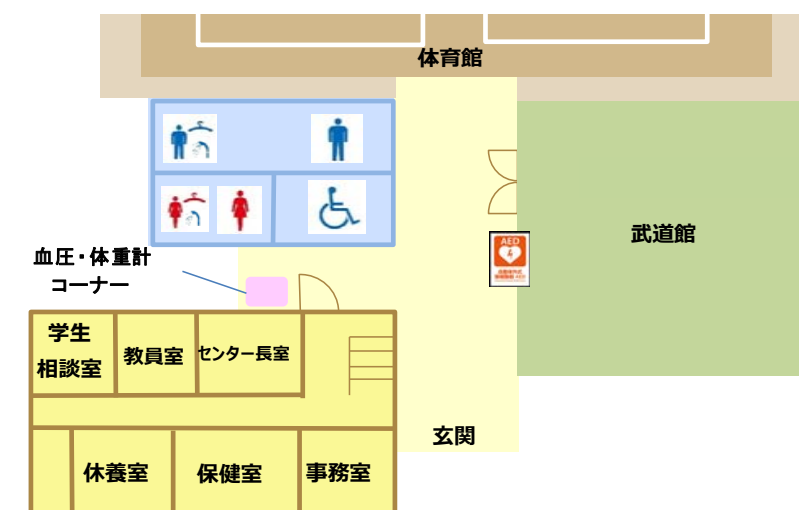 体育館
AED
武道館
血圧・体重計
コーナー
学生
相談室
教員室
センター長室
玄関
休養室
保健室
事務室